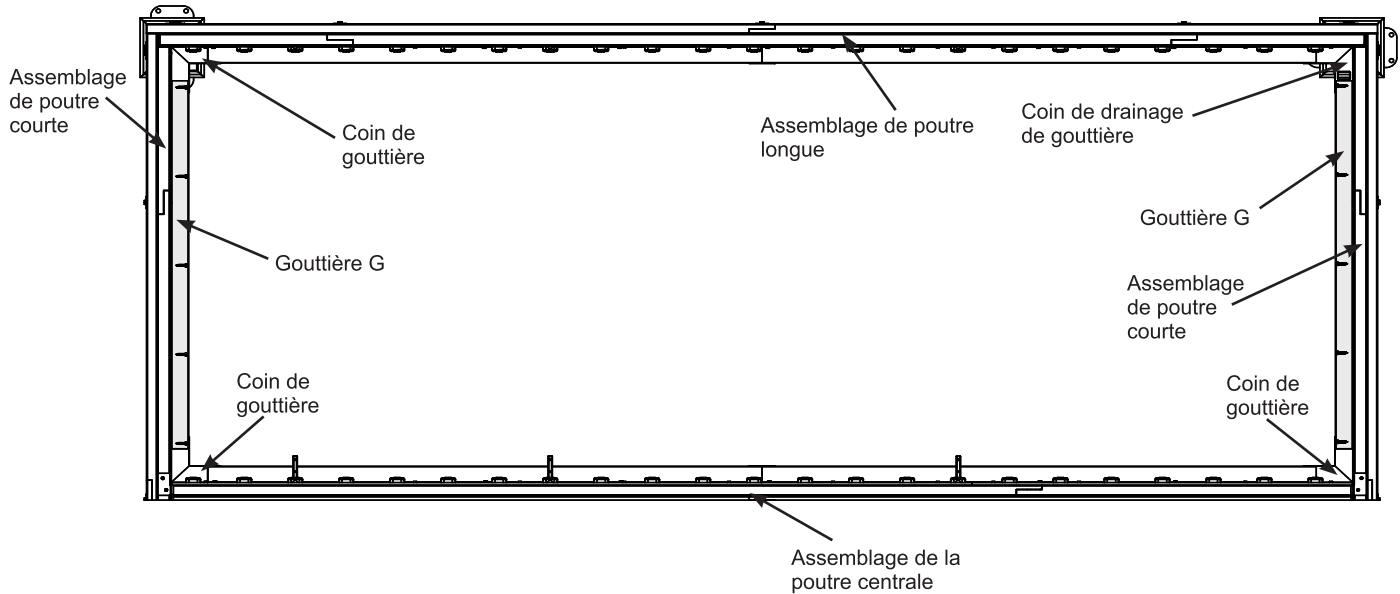 Assemblage
de poutre
courte
Coin de
gouttière
Assemblage de poutre
longue
Coin de drainage
de gouttière
Gouttière G
Gouttière G
Assemblage
de poutre
courte
Coin de
gouttière
Coin de
gouttière
Assemblage de la
poutre centrale